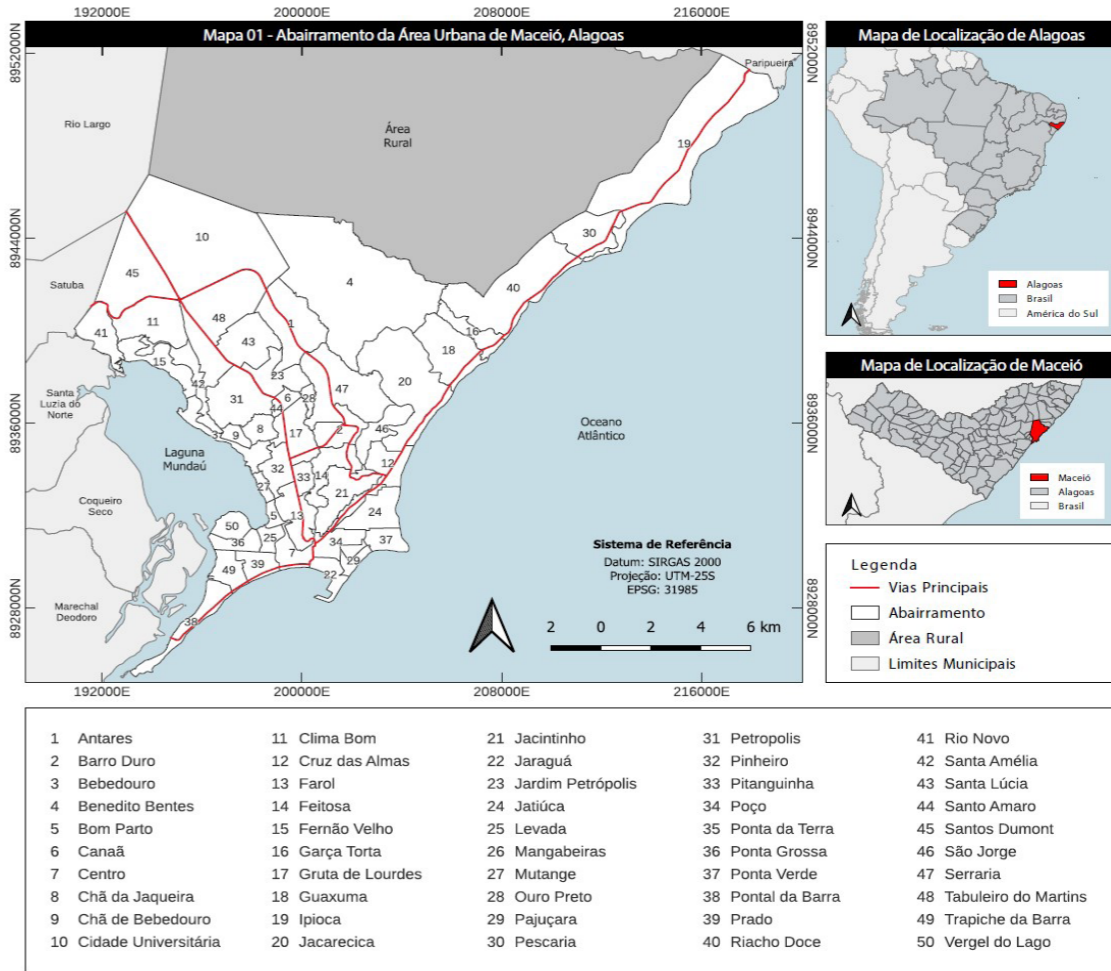 192000E 200000E 208000E 216000E
Mapa 01 - Abairramento da Área Urbana de Maceió, Alagoas
8952000N
8944000N
8936000N
8928000N
Rio Largo
Área
Rural
Paripueira
Satuba
Santa
Luzia do
Norte
Laguna
Mundaú
Coqueiro
Seco
Marechal
Deodoro
Oceano
Atlântico
19
30
10
45
4
40
48
11
41
1
16
43
18
15
7
42
23
20
47
31
6
28
44
2
46
37
9
8
17
32
33
14
12
27
21
5
13
24
50
36
25
34
37
7
49
39
29
22
38
Sistema de Referência
Datum: SIRGAS 2000
Projeção: UTM-25S
EPSG: 31985
2 0 2 4 6 km
192000E 200000E 208000E 216000E
8952000N
8944000N
8936000N
8928000N
Mapa de Localização de Alagoas
Alagoas
Brasil
América do Sul
Mapa de Localização de Maceió
Maceió
Alagoas
Brasil
Legenda
Vias Principais
Abairramento
Área Rural
Limites Municipais
1 Antares
2 Barro Duro
3 Bebedouro
4 Benedito Bentes
5 Bom Parto
6 Canaã
7 Centro
8 Chã da Jaqueira
9 Chã de Bebedouro
10 Cidade Universitária
11 Clima Bom
12 Cruz das Almas
13 Farol
14 Feitosa
15 Fernão Velho
16 Garça Torta
17 Gruta de Lourdes
18 Guaxuma
19 Ipioca
20 Jacarecica
21 Jacintinho
22 Jaraguá
23 Jardim Petrópolis
24 Jatiúca
25 Levada
26 Mangabeiras
27 Mutange
28 Ouro Preto
29 Pajuçara
30 Pescaria
31 Petropolis
32 Pinheiro
33 Pitanguinha
34 Poço
35 Ponta da Terra
36 Ponta Grossa
37 Ponta Verde
38 Pontal da Barra
39 Prado
40 Riacho Doce
41 Rio Novo
42 Santa Amélia
43 Santa Lúcia
44 Santo Amaro
45 Santos Dumont
46 São Jorge
47 Serraria
48 Tabuleiro do Martins
49 Trapiche da Barra
50 Vergel do Lago